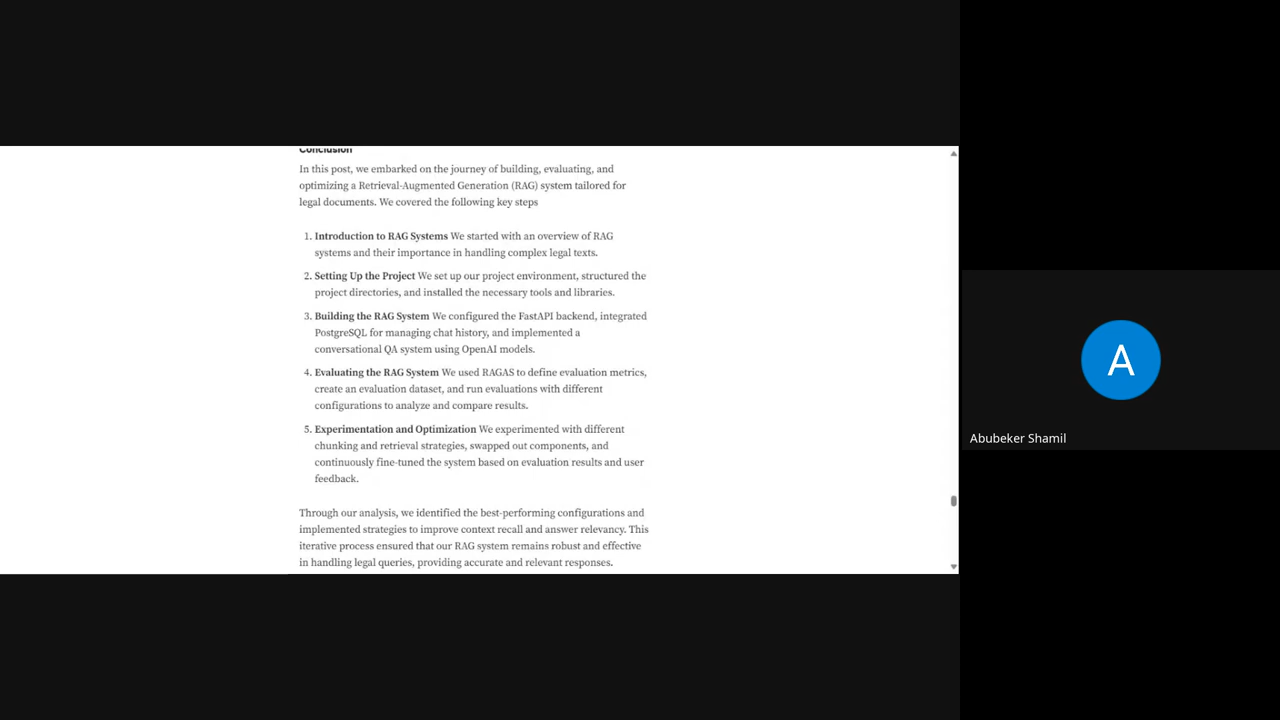 Conclusion
In this post, we embarked on the journey of building, evaluating, and
optimizing a Retrieval-Augmented Generation (RAG) system tailored for
legal documents. We covered the following key steps
1. Introduction to RAG Systems We started with an overview of RAG
systems and their importance in handling complex legal texts.
2. Setting Up the Project We set up our project environment, structured the
project directories, and installed the necessary tools and libraries.
3. Building the RAG System We configured the FastAPI backend, integrated
PostgreSQL for managing chat history, and implemented a
conversational QA system using OpenAI models.
4. Evaluating the RAG System We used RAGAS to define evaluation metrics,
create an evaluation dataset, and run evaluations with different
configurations to analyze and compare results.
5. Experimentation and Optimization We experimented with different
chunking and retrieval strategies, swapped out components, and
continuously fine-tuned the system based on evaluation results and user
feedback.
Through our analysis, we identified the best-performing configurations and
implemented strategies to improve context recall and answer relevancy. This
iterative process ensured that our RAG system remains robust and effective
in handling legal queries, providing accurate and relevant responses.
A
Abubeker Shamil